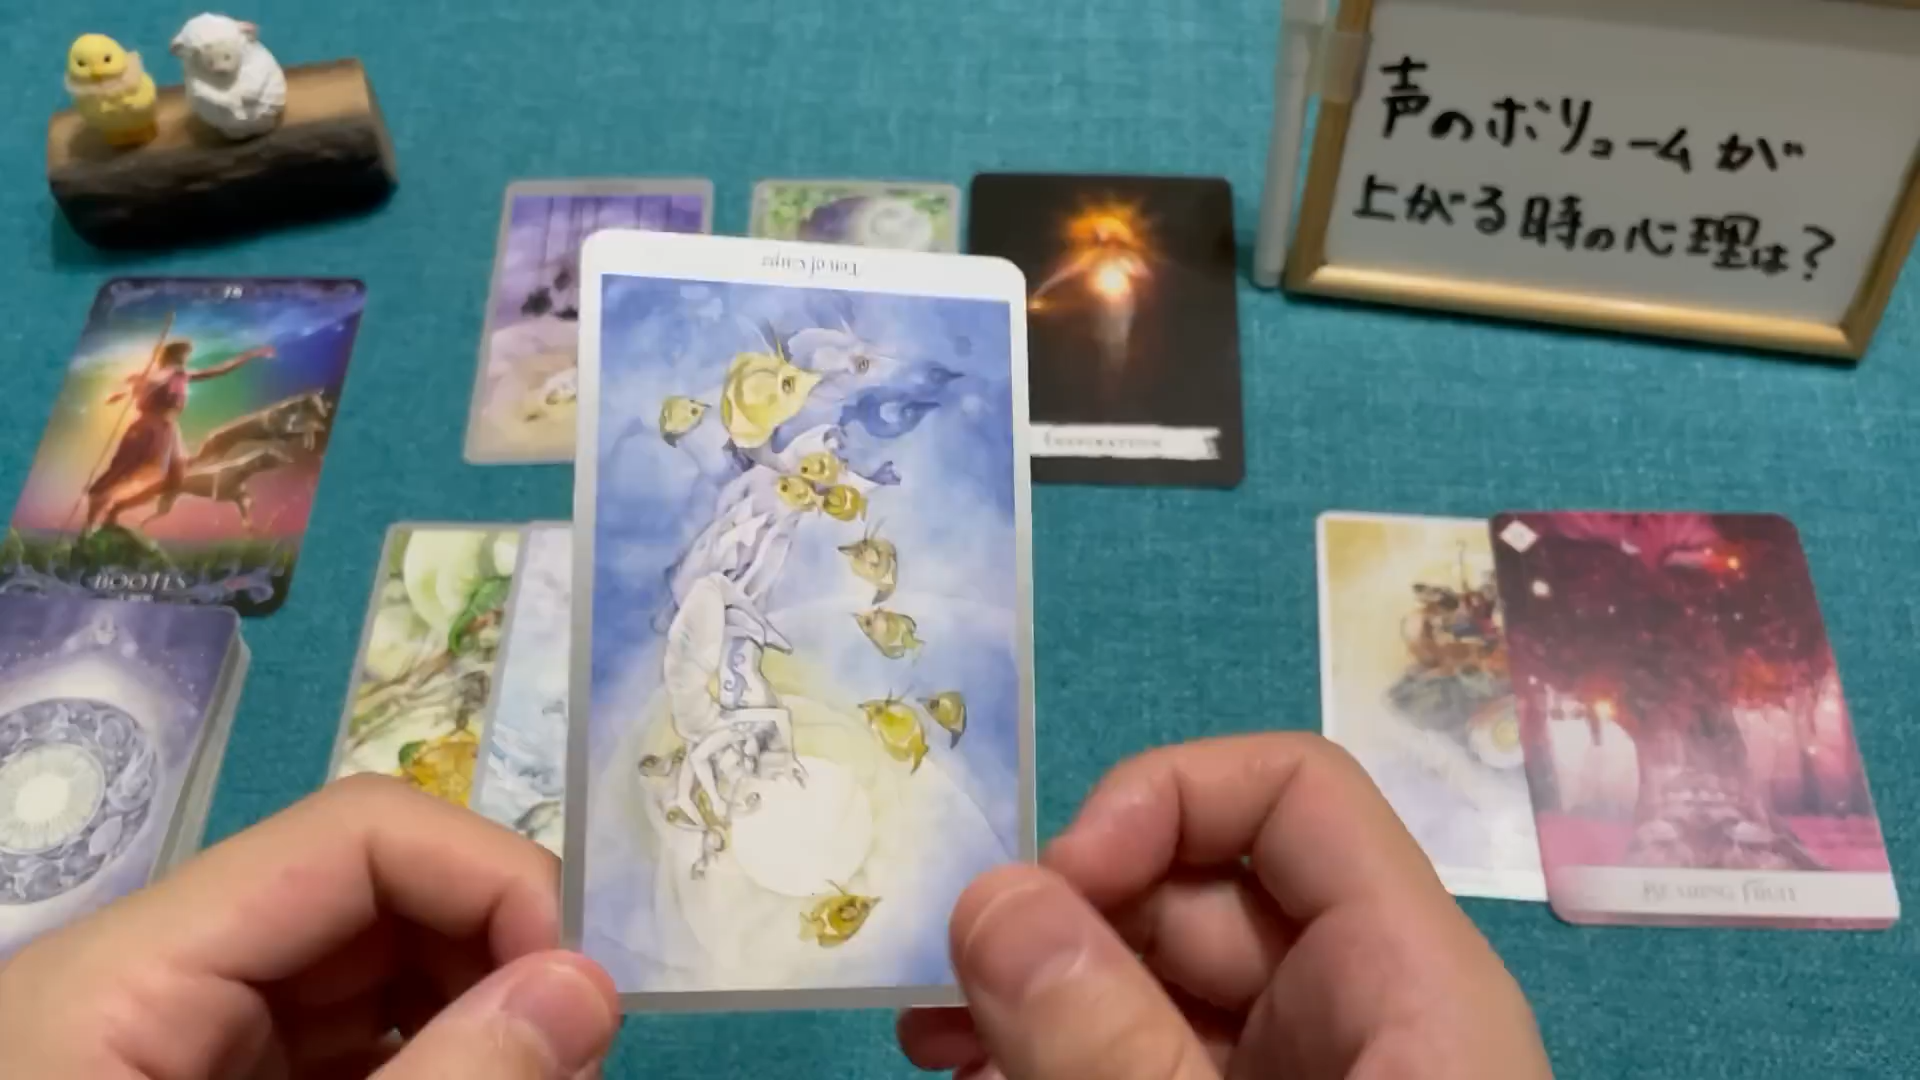 声のボリュームが
上がる時の心理は?
Ten of Cups
INSPIRATION
18
BOOTES
BEARING FRUIT